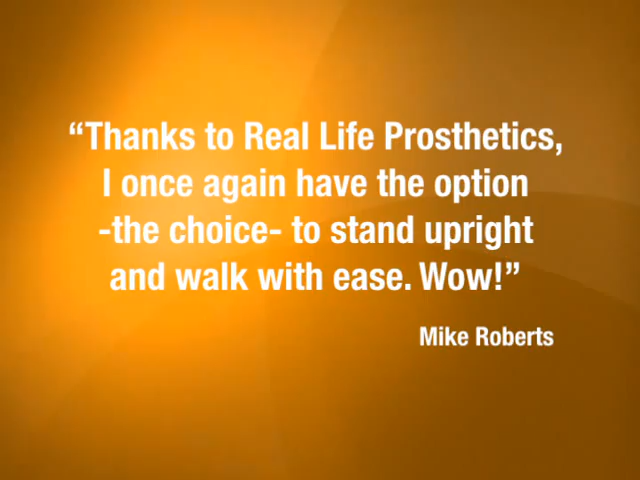 “Thanks to Real Life Prosthetics,
I once again have the option
-the choice- to stand upright
and walk with ease. Wow!”
Mike Roberts